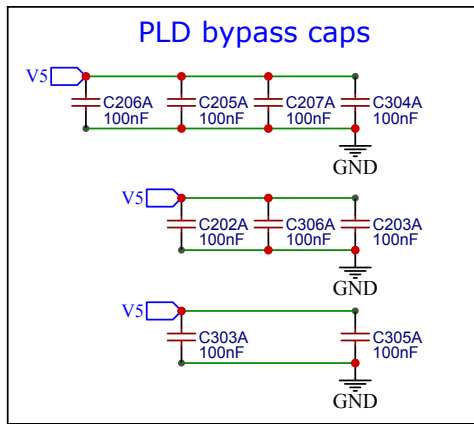 PLD bypass caps
V5
C206A C205A C207A C304A
100nF 100nF 100nF 100nF
GND
V5
C202A C306A C203A
100nF 100nF 100nF
GND
V5
C303A C305A
100nF 100nF
GND